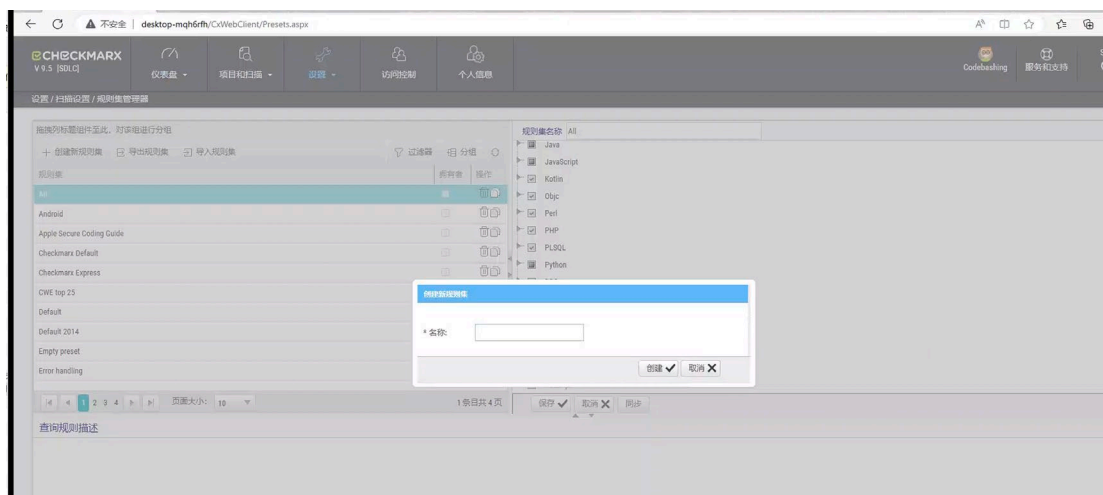 不安全 | desktop-mqh6rfh/CxWebClient/Presets.aspx
CHECKMARX
V 9.5 [SDLC]
仪表盘
项目和扫描
设置
访问控制
个人信息
Codebashing
服务和支持
设置 / 扫描设置 / 规则集管理器
拖拽列标题组件至此，对该组进行分组
创建新规则集 导出规则集 导入规则集 过滤器 分组
规则集 所有者 操作
All
Android
Apple Secure Coding Guide
Checkmarx Default
Checkmarx Express
CWE top 25
Default
Default 2014
Empty preset
Error handling
1 2 3 4 页面大小: 10 1条目共4页
规则集名称 All
Java
JavaScript
Kotlin
Objc
Perl
PHP
PLSQL
Python
创建新规则集
* 名称:
创建 取消
保存 取消 同步
查询规则描述